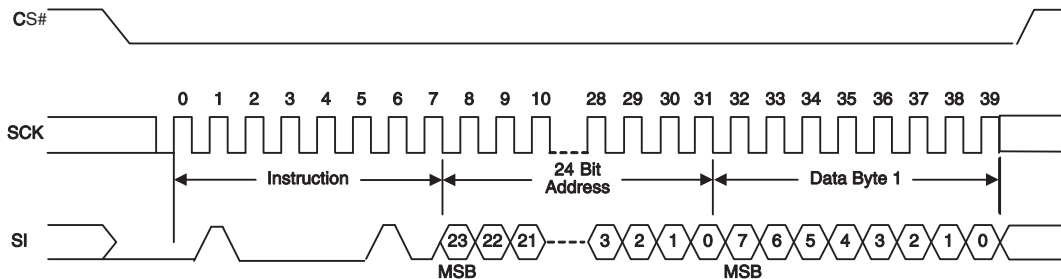 CS#
0 1 2 3 4 5 6 7 8 9 10 28 29 30 31 32 33 34 35 36 37 38 39
SCK
Instruction
24 Bit
Address
Data Byte 1
SI
23 22 21 3 2 1 0 7 6 5 4 3 2 1 0
MSB MSB